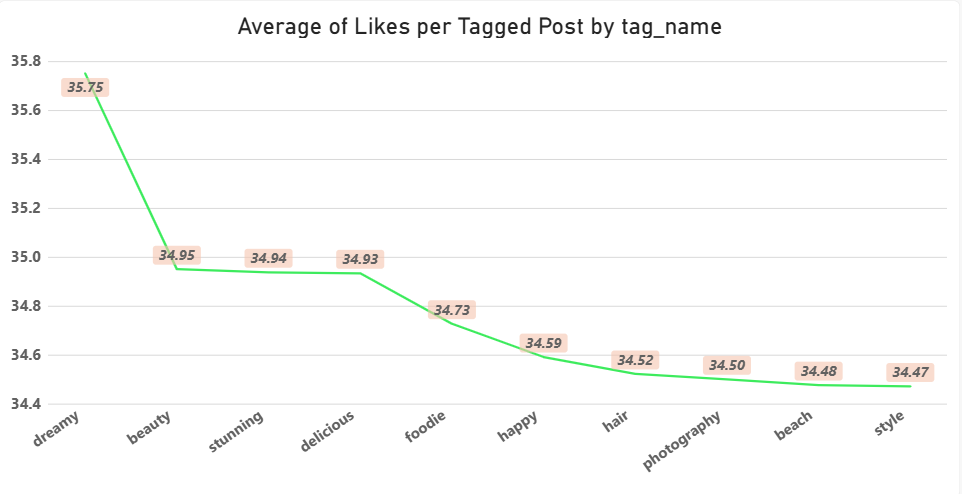 Average of Likes per Tagged Post by tag_name
35.8
35.6
35.4
35.2
35.0
34.8
34.6
34.4
35.75
34.95
34.94
34.93
34.73
34.59
34.52
34.50
34.48
34.47
dreamy
beauty
stunning
delicious
foodie
happy
hair
photography
beach
style